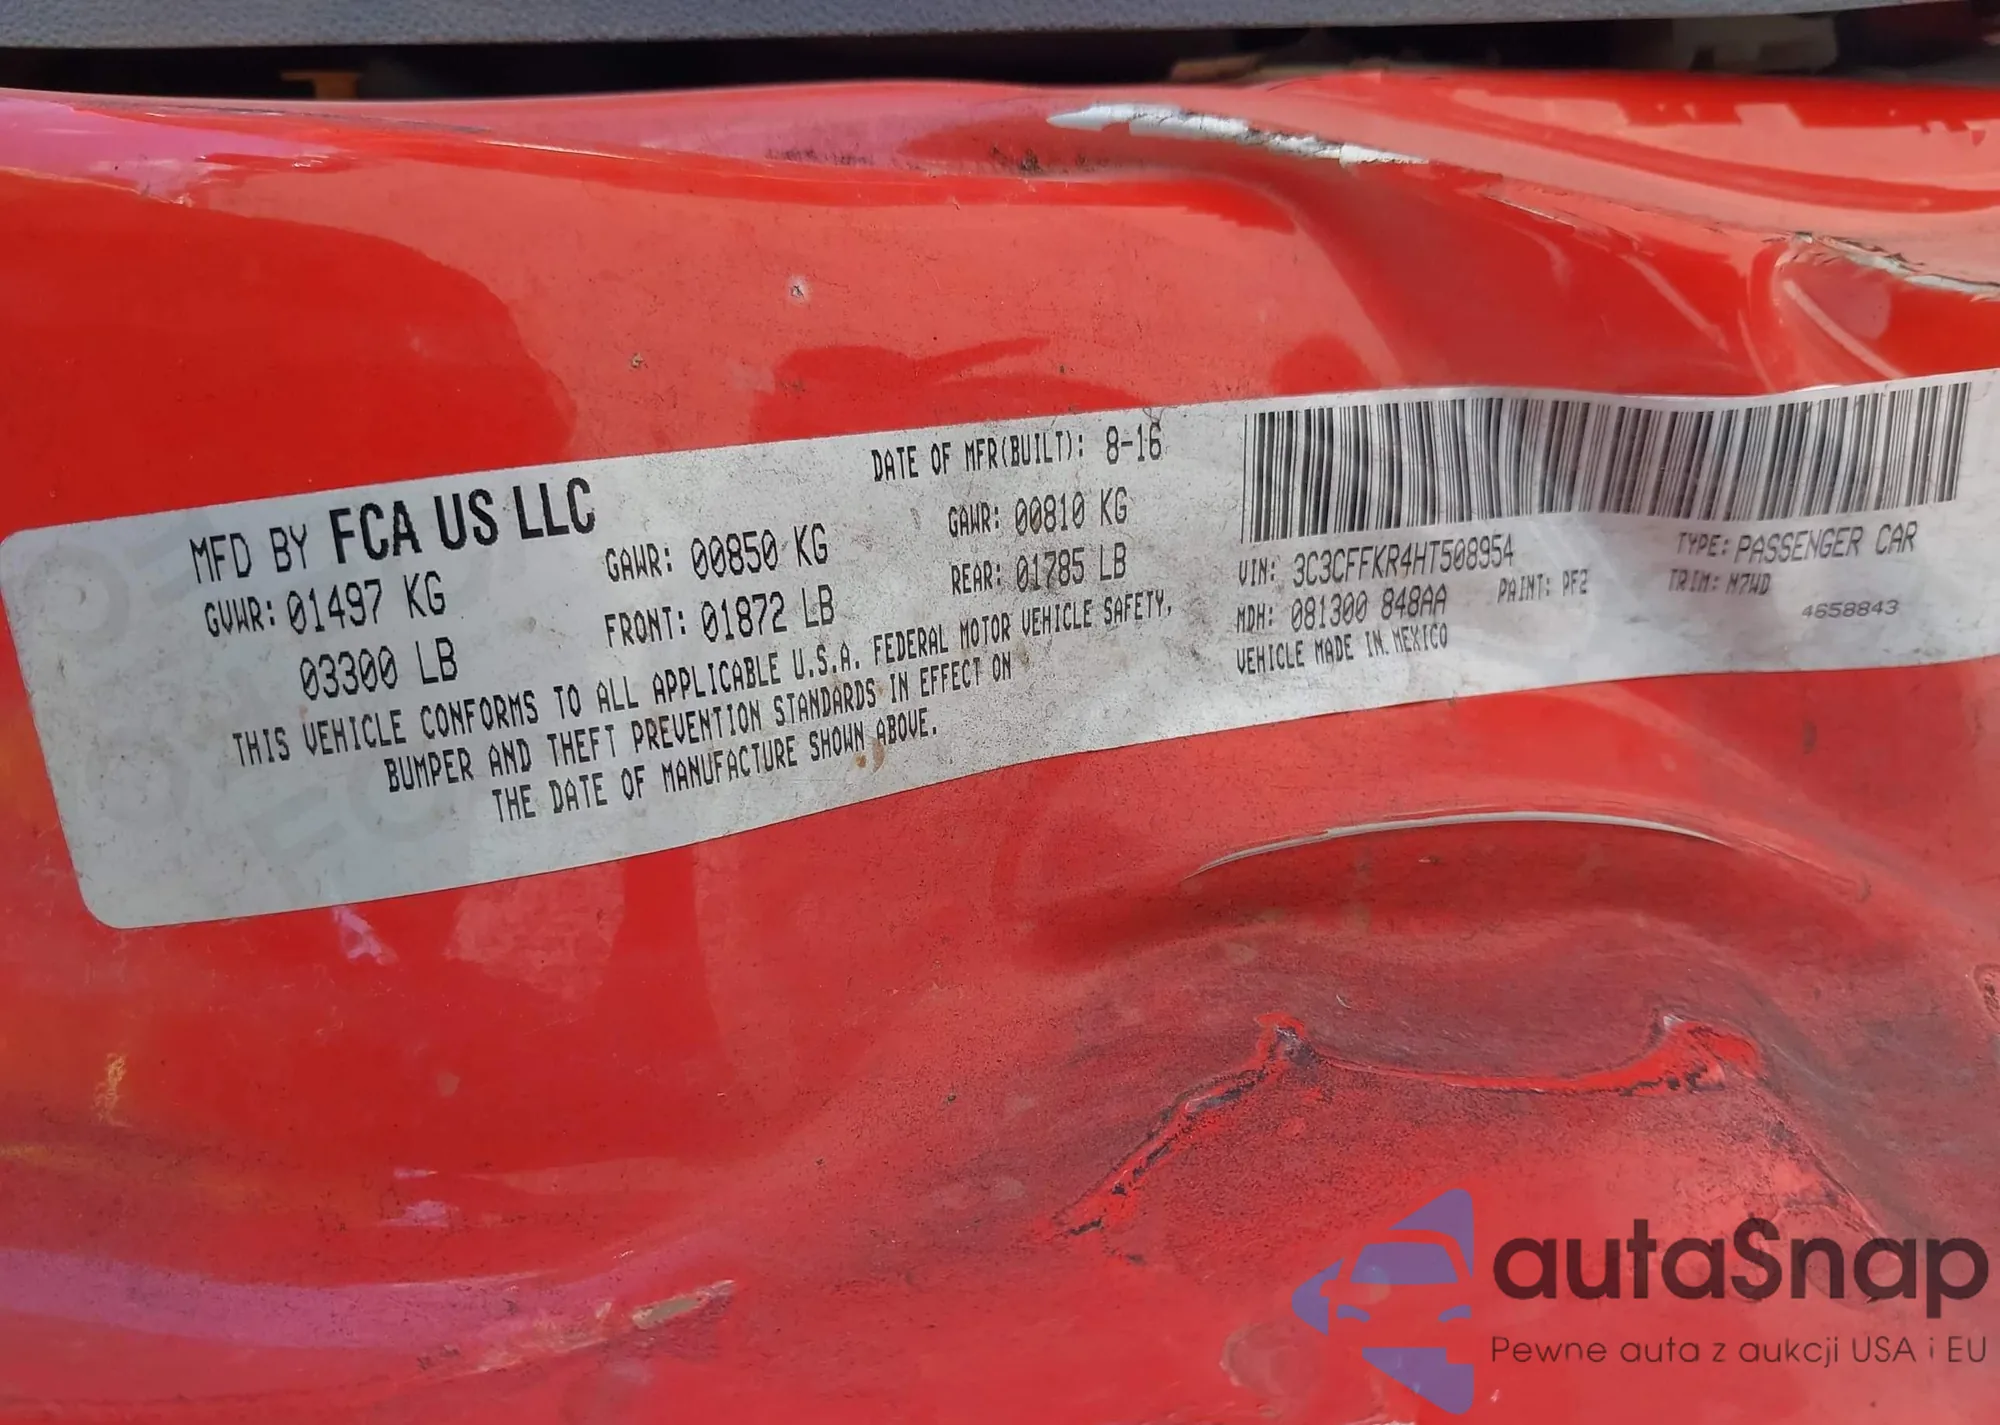 MFD BY FCA US LLC
DATE OF MFR(BUILT): 8-16
GVWR: 01497 KG
03300 LB
GAWR: 00850 KG
FRONT: 01872 LB
GAWR: 00810 KG
REAR: 01785 LB
THIS VEHICLE CONFORMS TO ALL APPLICABLE U.S.A. FEDERAL MOTOR VEHICLE SAFETY,
BUMPER AND THEFT PREVENTION STANDARDS IN EFFECT ON
THE DATE OF MANUFACTURE SHOWN ABOVE.
VIN: 3C3CFFKR4HT508954
TYPE: PASSENGER CAR
MDH: 081300 848AA
PAINT: PF2
TRIM: M7WD
VEHICLE MADE IN MEXICO
4658843
autaSnap
Pewne auta z aukcji USA i EU